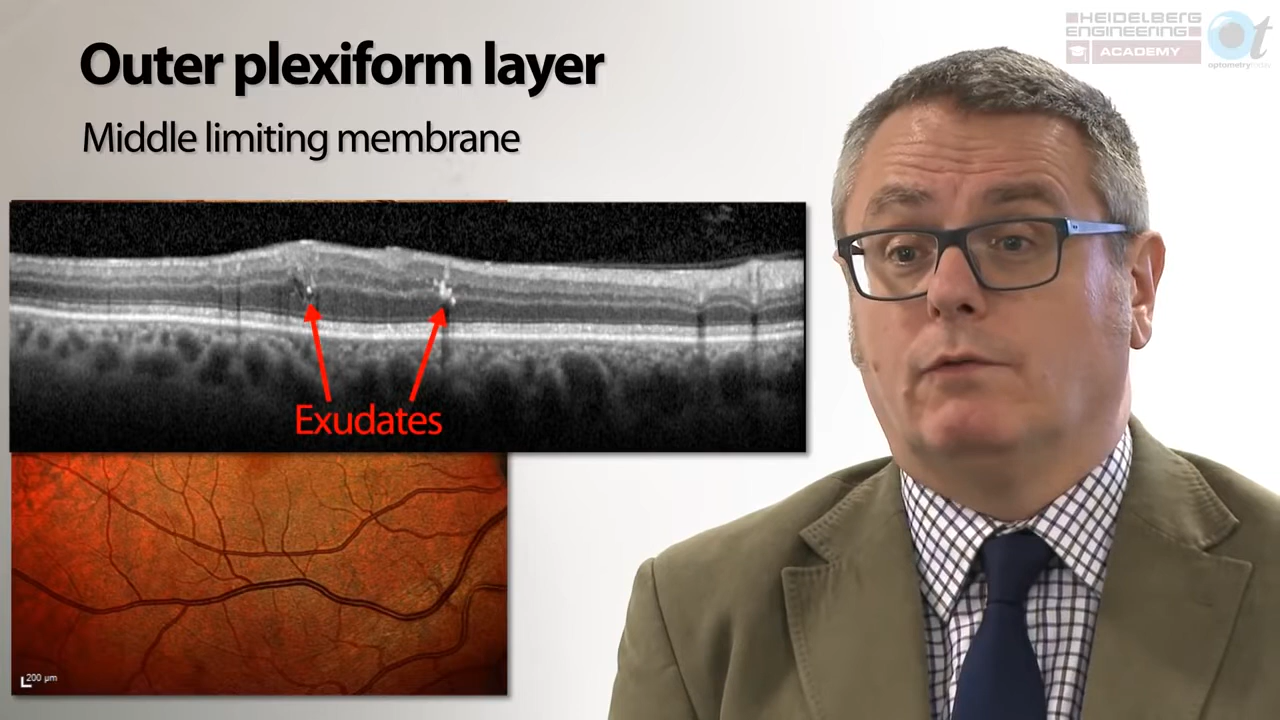 Outer plexiform layer
Middle limiting membrane
HEIDELBERG
ENGINEERING
ACADEMY
optometrytoday
Exudates
200 µm